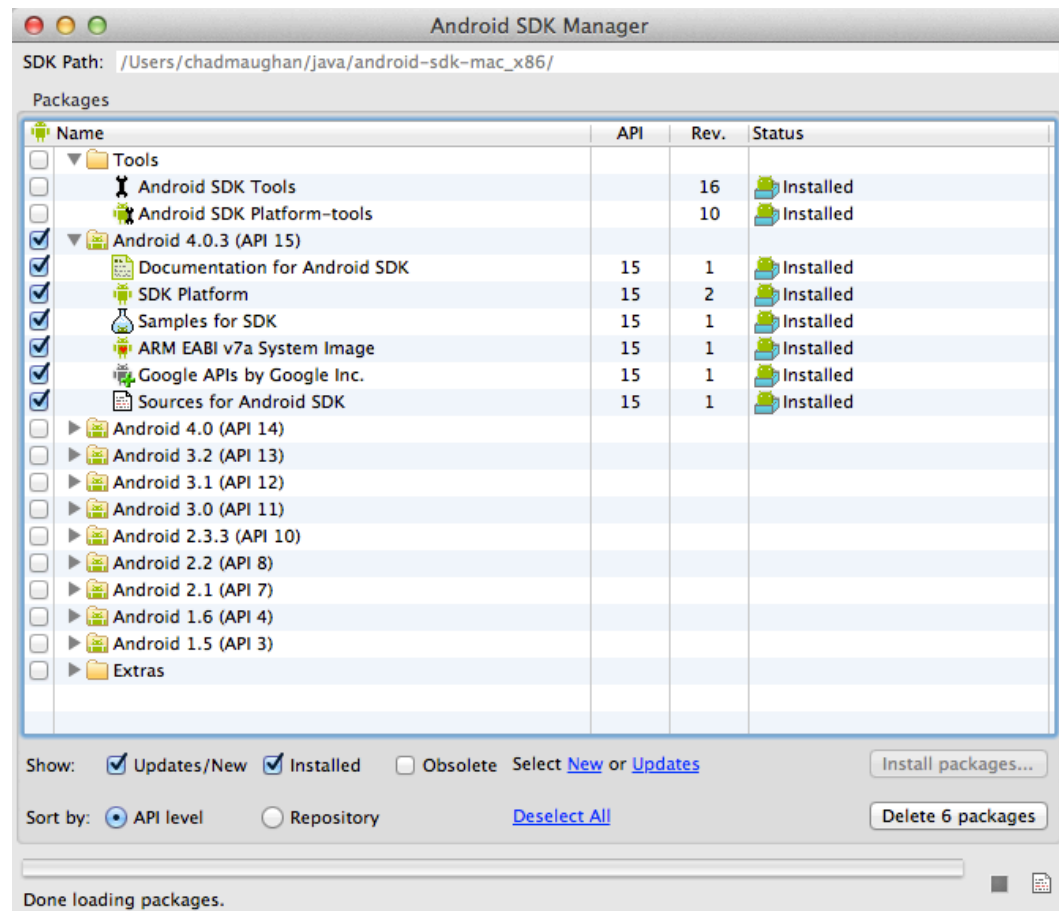 Android SDK Manager
SDK Path: /Users/chadmaughan/java/android-sdk-mac_x86/
Packages
Name API Rev. Status
Tools
Android SDK Tools 16 Installed
Android SDK Platform-tools 10 Installed
Android 4.0.3 (API 15)
Documentation for Android SDK 15 1 Installed
SDK Platform 15 2 Installed
Samples for SDK 15 1 Installed
ARM EABI v7a System Image 15 1 Installed
Google APIs by Google Inc. 15 1 Installed
Sources for Android SDK 15 1 Installed
Android 4.0 (API 14)
Android 3.2 (API 13)
Android 3.1 (API 12)
Android 3.0 (API 11)
Android 2.3.3 (API 10)
Android 2.2 (API 8)
Android 2.1 (API 7)
Android 1.6 (API 4)
Android 1.5 (API 3)
Extras
Show: Updates/New Installed Obsolete Select New or Updates Install packages...
Sort by: API level Repository Deselect All Delete 6 packages
Done loading packages.